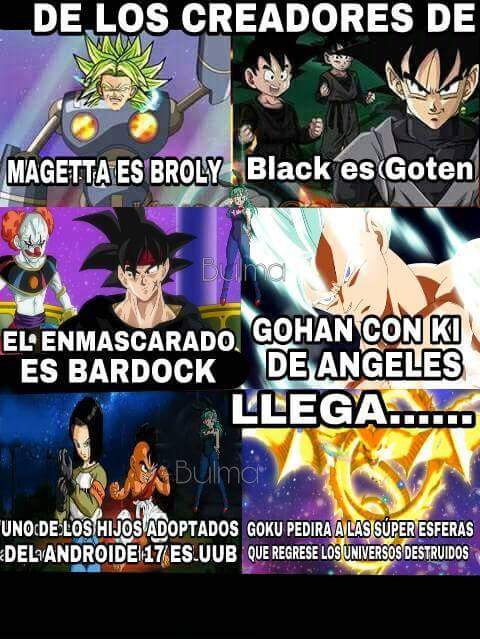 DE LOS CREADORES DE
MAGETTA ES BROLY
Black es Goten
Bulma
EL ENMASCARADO
ES BARDOCK
GOHAN CON KI
DE ANGELES
LLEGA......
Bulma
UNO DE LOS HIJOS ADOPTADOS
DEL ANDROIDE 17 ES UUB
GOKU PEDIRA A LAS SÚPER ESFERAS
QUE REGRESE LOS UNIVERSOS DESTRUIDOS